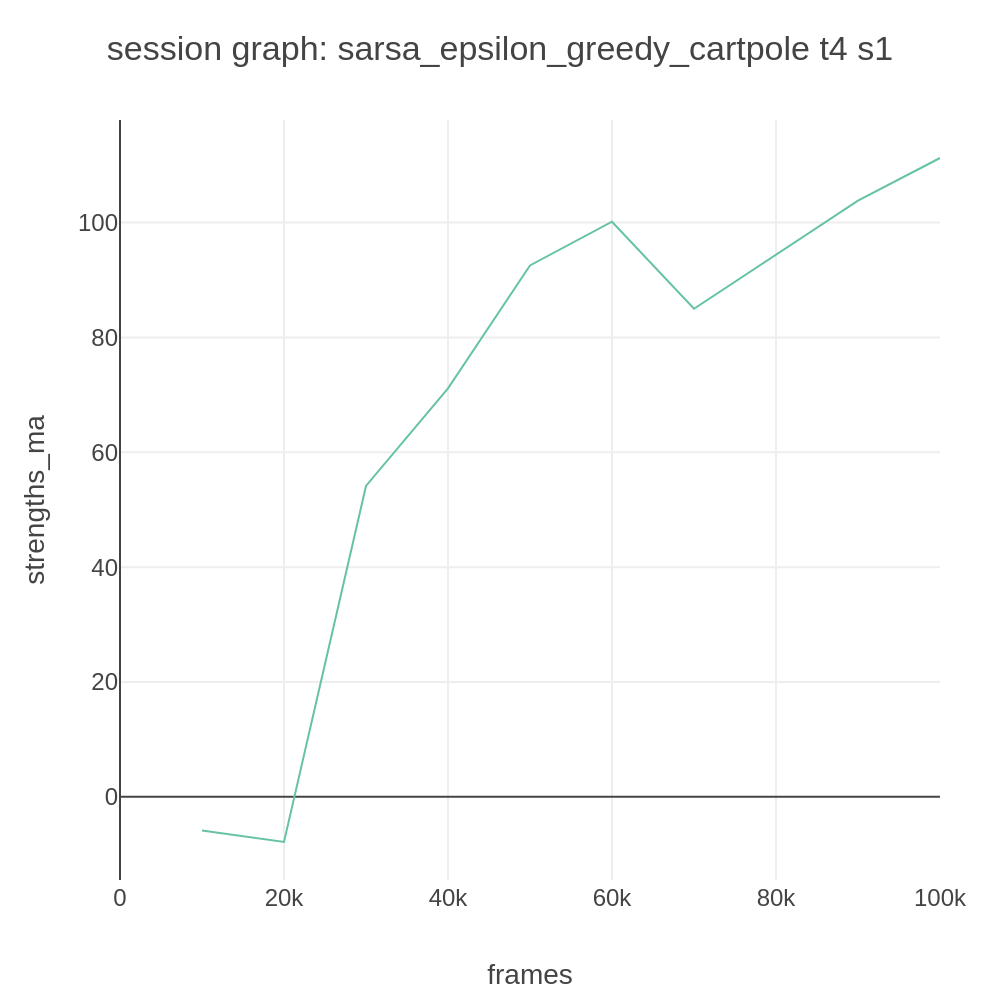 session graph: sarsa_epsilon_greedy_cartpole t4 s1
strengths_ma
100
80
60
40
20
0
0
20k
40k
60k
80k
100k
frames